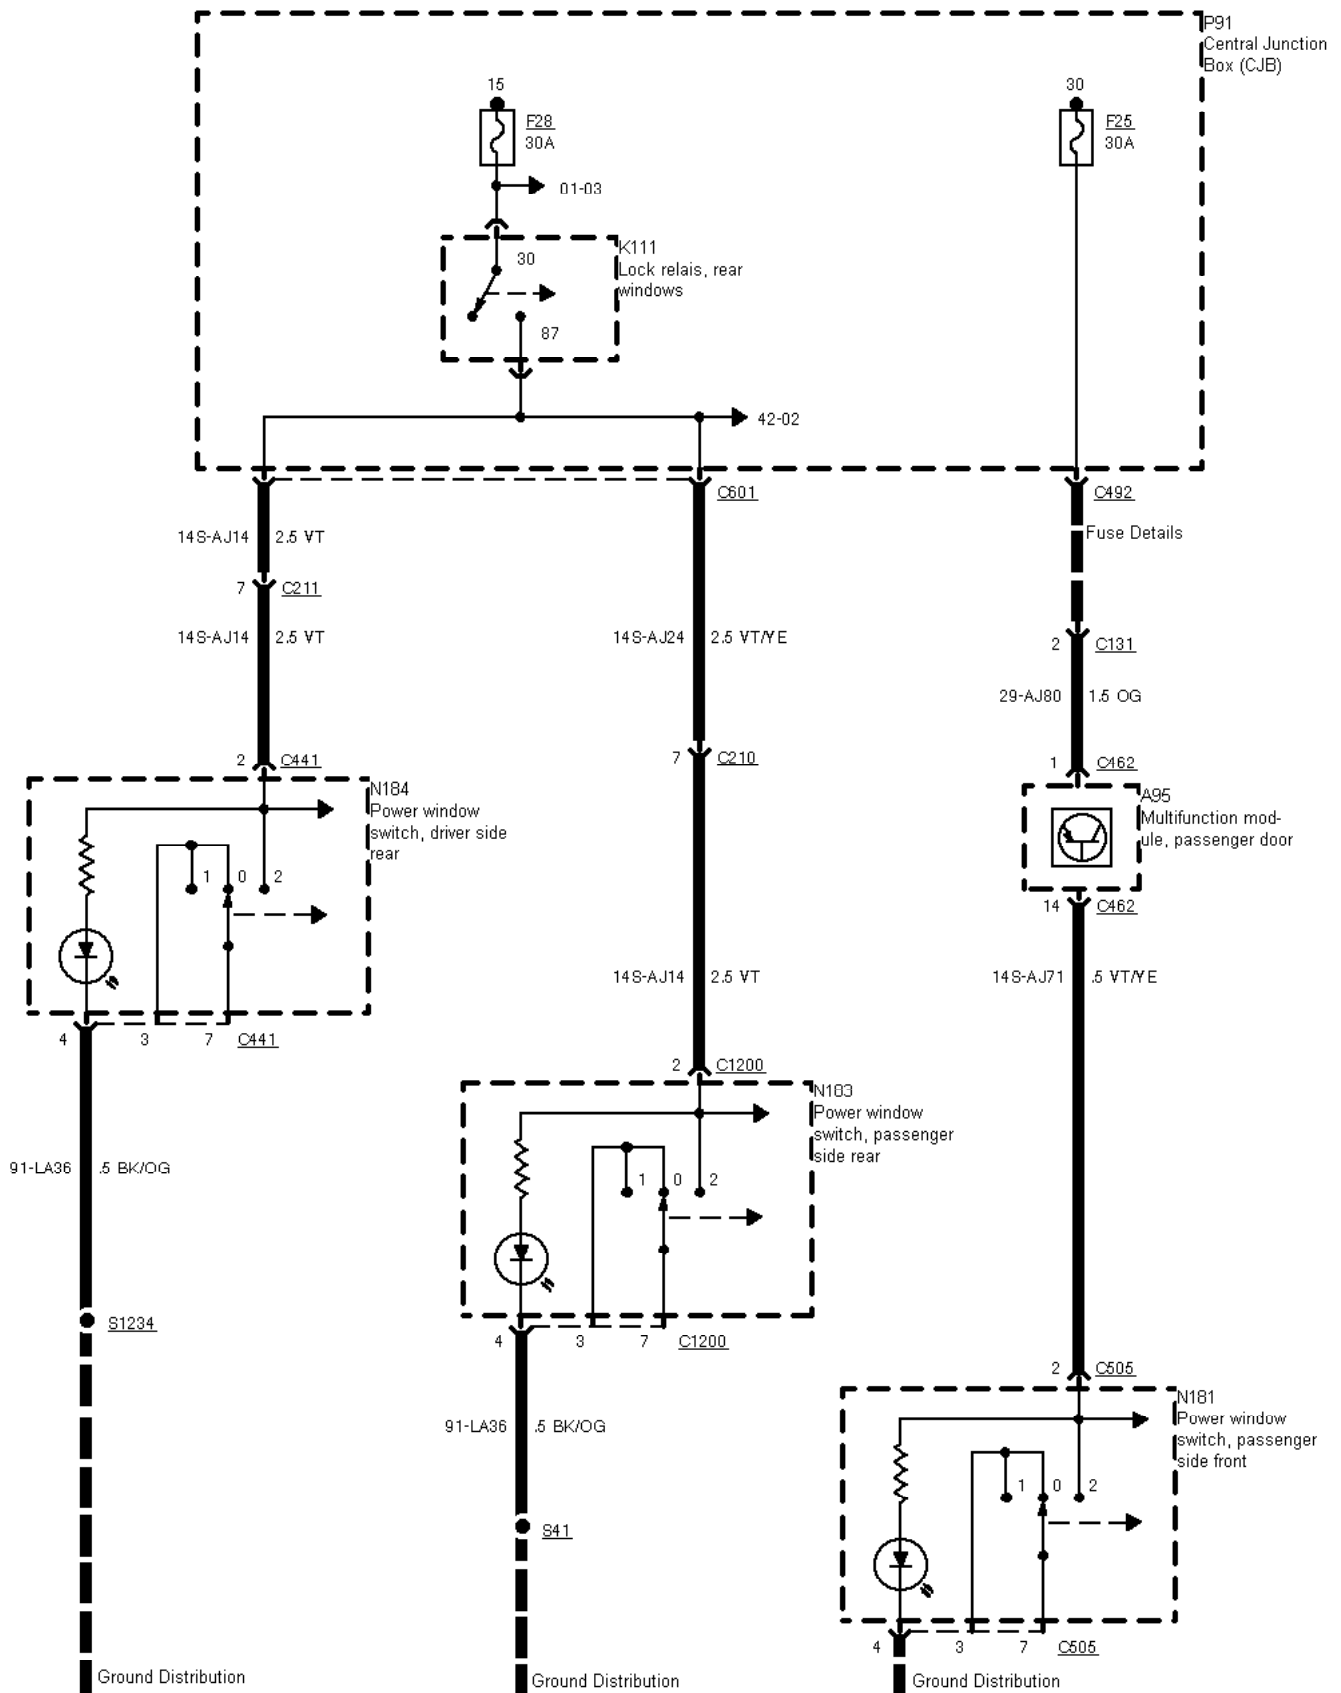 P91
Central Junction
Box (CJB)
15
30
F28
30A
F25
30A
01-03
K111
Lock relais, rear
windows
30
87
42-02
C601
C492
14S-AJ14
2.5 VT
Fuse Details
7
C211
14S-AJ14
2.5 VT
14S-AJ24
2.5 VT/YE
2
C131
29-AJ80
1.5 OG
2
C441
7
C210
1
C462
N184
Power window
switch, driver side
rear
1
0
2
A95
Multifunction mod-
ule, passenger door
14
C462
14S-AJ14
2.5 VT
14S-AJ71
.5 VT/YE
4
3
7
C441
2
C1200
N183
Power window
switch, passenger
side rear
91-LA36
.5 BK/OG
1
0
2
S1234
4
3
7
C1200
2
C505
N181
Power window
switch, passenger
side front
91-LA36
.5 BK/OG
1
0
2
S41
4
3
7
C505
Ground Distribution
Ground Distribution
Ground Distribution